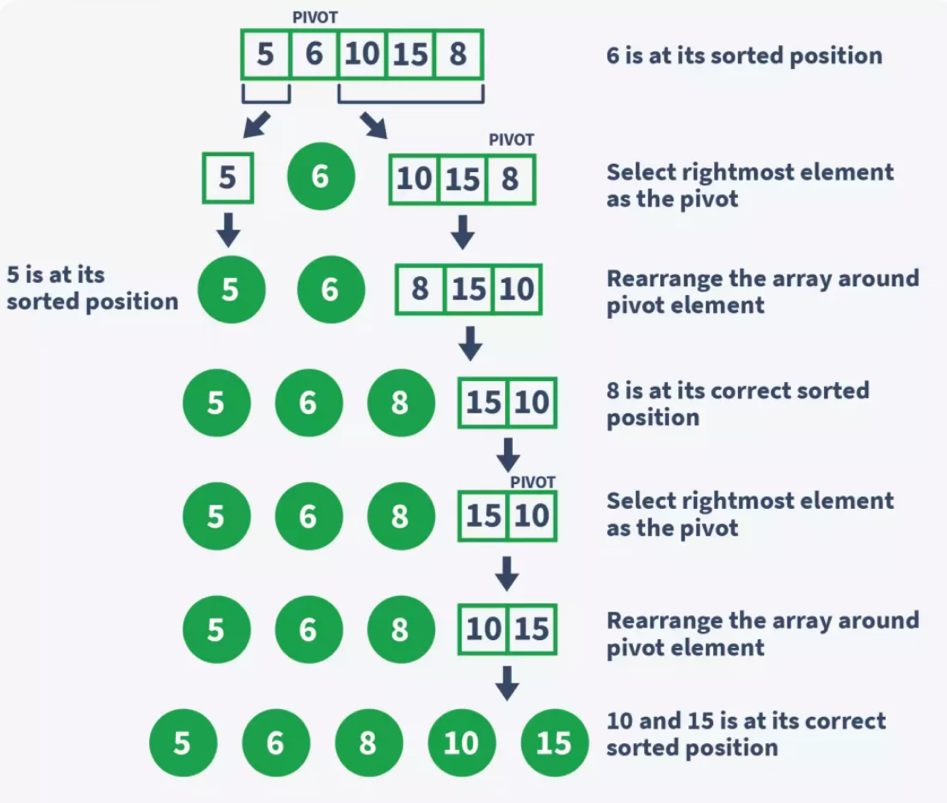 PIVOT
5 6 10 15 8
6 is at its sorted position
PIVOT
5
6
10 15 8
Select rightmost element
as the pivot
5 is at its
sorted position
5
6
8 15 10
Rearrange the array around
pivot element
5
6
8
15 10
8 is at its correct sorted
position
PIVOT
5
6
8
15 10
Select rightmost element
as the pivot
5
6
8
10 15
Rearrange the array around
pivot element
5
6
8
10
15
10 and 15 is at its correct
sorted position